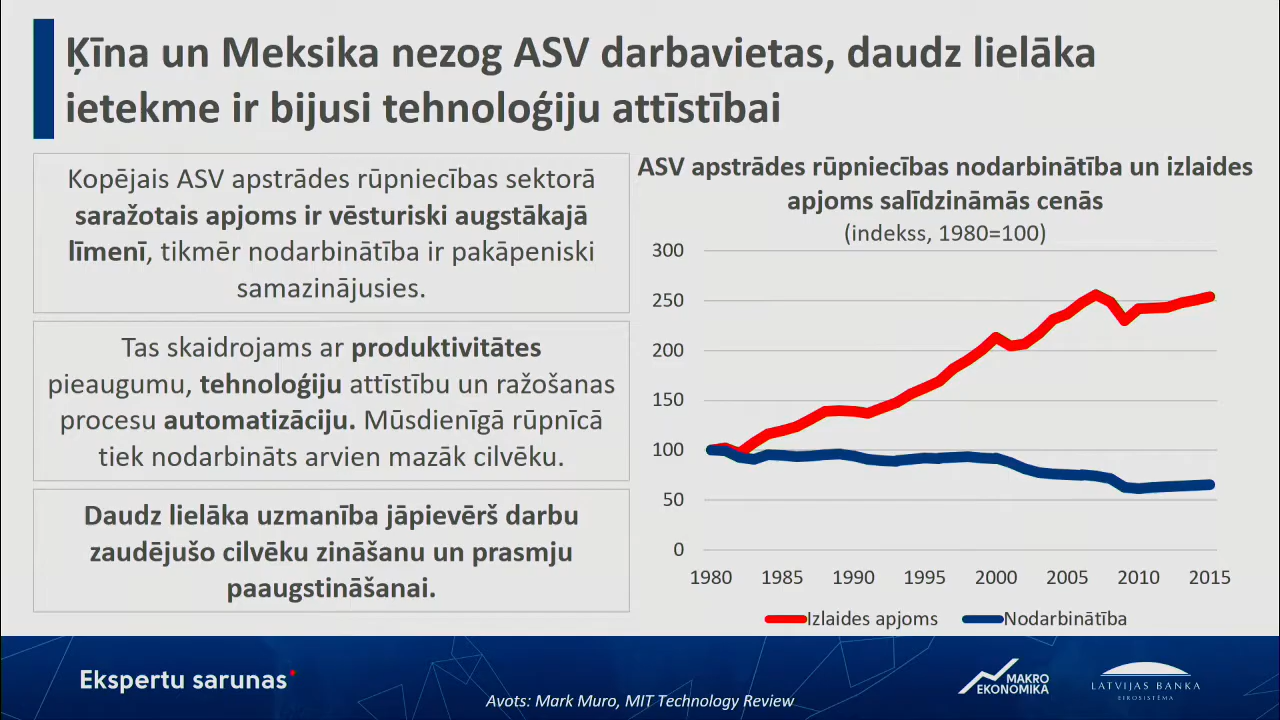 Ķīna un Meksika nezog ASV darbavietas, daudz lielāka
ietekme ir bijusi tehnoloģiju attīstībai
Kopējais ASV apstrādes rūpniecības sektorā
saražotais apjoms ir vēsturiski augstākajā
līmenī, tikmēr nodarbinātība ir pakāpeniski
samazinājusies.
Tas skaidrojams ar produktivitātes
pieaugumu, tehnoloģiju attīstību un ražošanas
procesu automatizāciju. Mūsdienīgā rūpnīcā
tiek nodarbināts arvien mazāk cilvēku.
Daudz lielāka uzmanība jāpievērš darbu
zaudējušo cilvēku zināšanu un prasmju
paaugstināšanai.
ASV apstrādes rūpniecības nodarbinātība un izlaides
apjoms salīdzināmās cenās
(indekss, 1980=100)
300
250
200
150
100
50
0
1980 1985 1990 1995 2000 2005 2010 2015
Izlaides apjoms Nodarbinātība
Ekspertu sarunas
Avots: Mark Muro, MIT Technology Review
MAKRO
EKONOMIKA
LATVIJAS BANKA
EIROSISTĒMA